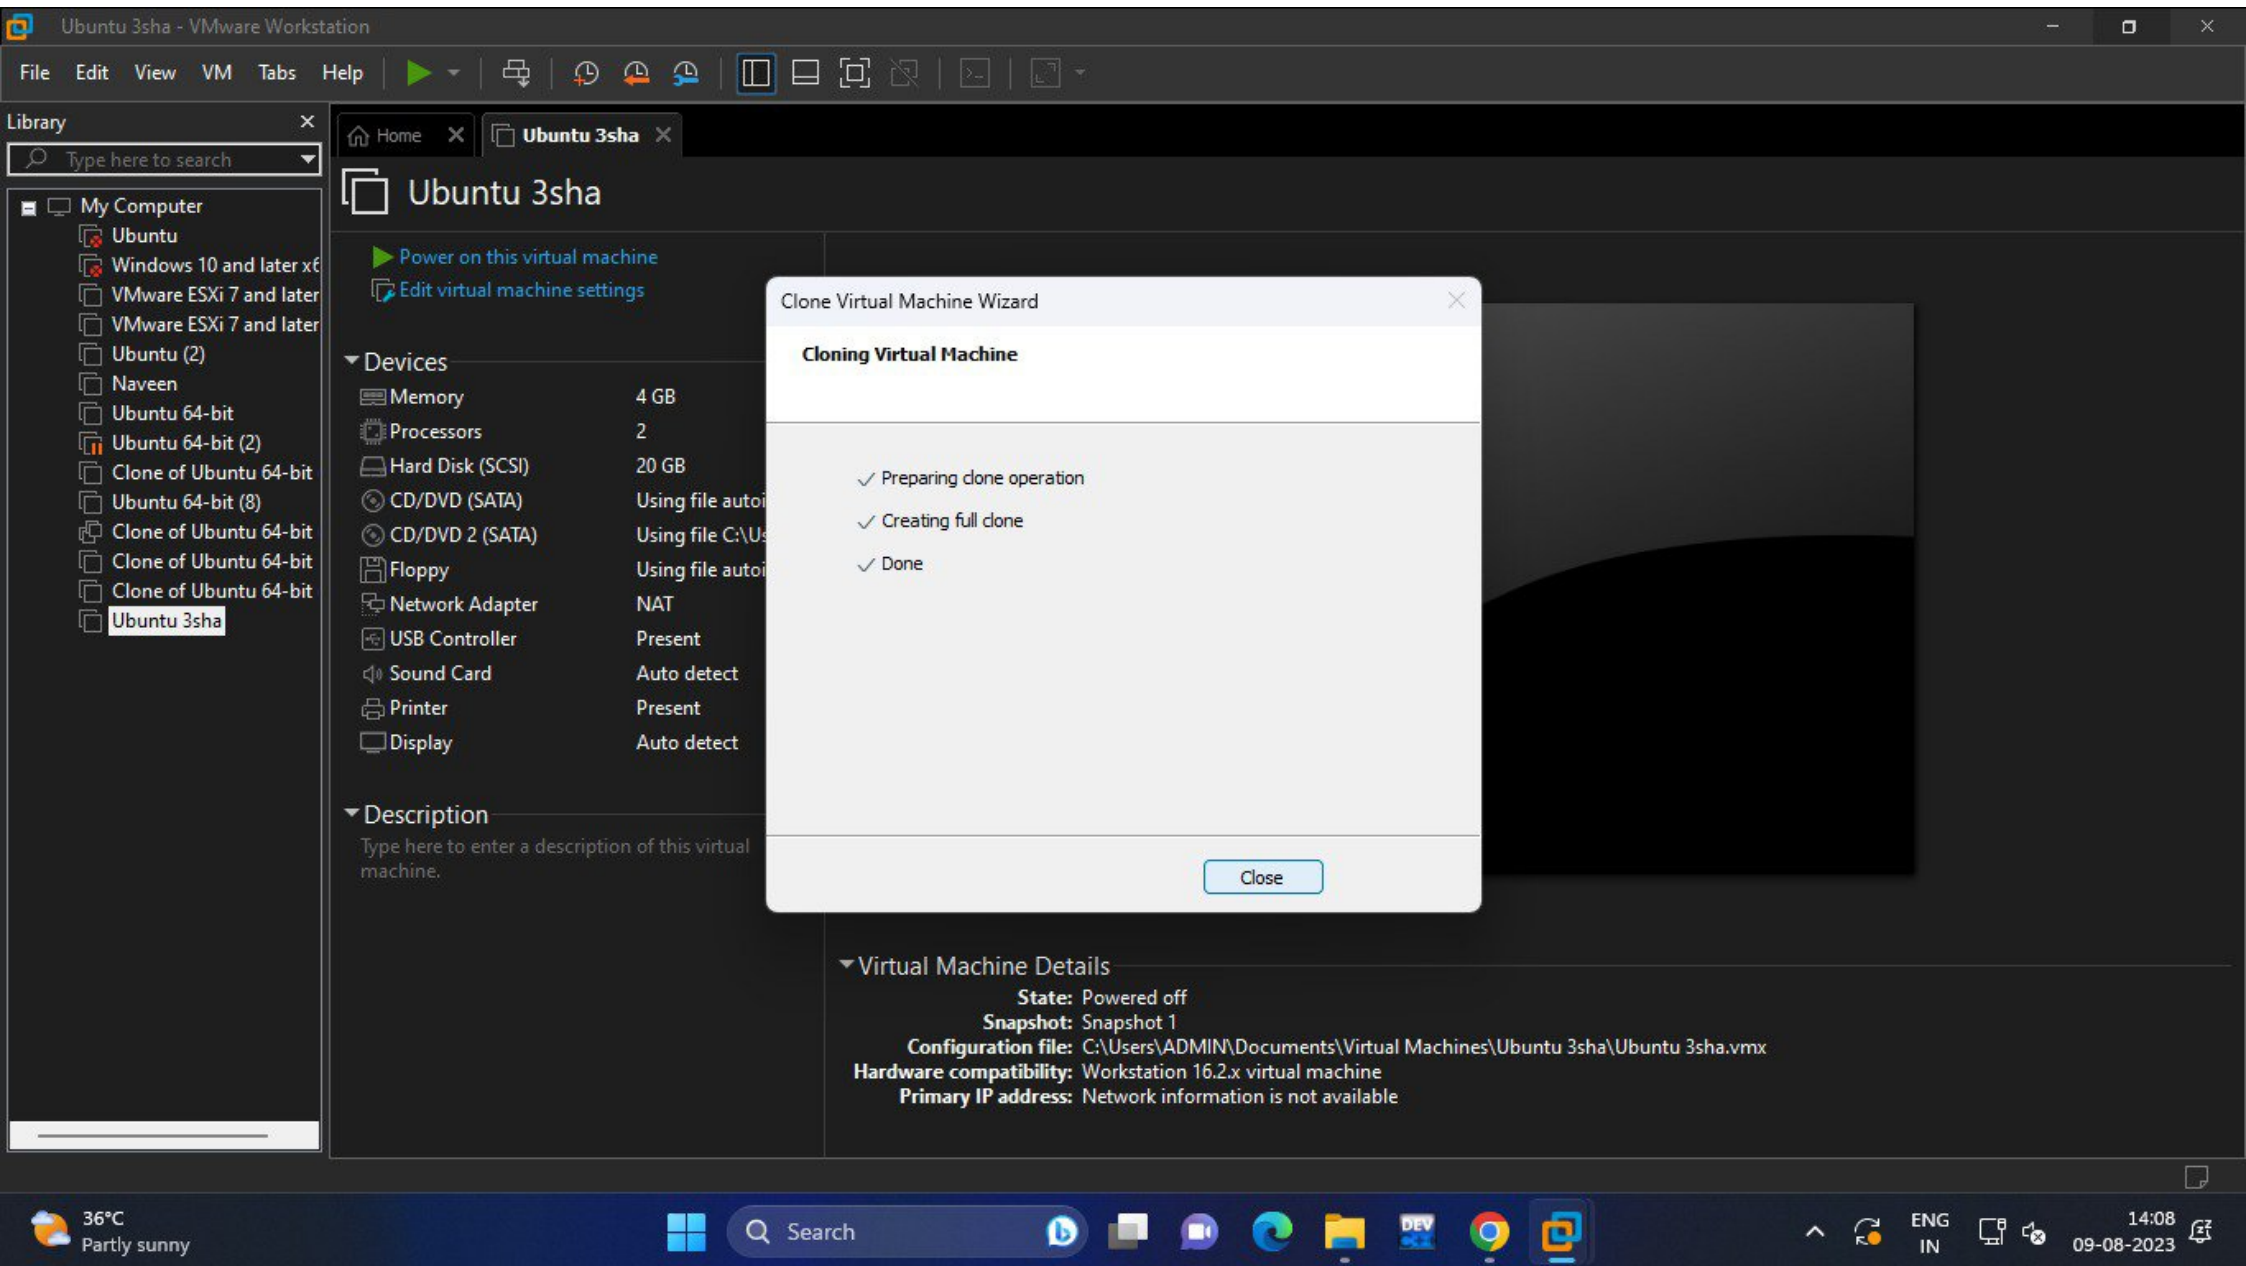 Ubuntu 3sha - VMware Workstation
File Edit View VM Tabs Help
Library
Type here to search
My Computer
Ubuntu
Windows 10 and later x6
VMware ESXi 7 and later
VMware ESXi 7 and later
Ubuntu (2)
Naveen
Ubuntu 64-bit
Ubuntu 64-bit (2)
Clone of Ubuntu 64-bit
Ubuntu 64-bit (8)
Clone of Ubuntu 64-bit
Clone of Ubuntu 64-bit
Clone of Ubuntu 64-bit
Ubuntu 3sha
Home
Ubuntu 3sha
Ubuntu 3sha
Power on this virtual machine
Edit virtual machine settings
Devices
Memory 4 GB
Processors 2
Hard Disk (SCSI) 20 GB
CD/DVD (SATA) Using file autoi
CD/DVD 2 (SATA) Using file C:\Us
Floppy Using file autoi
Network Adapter NAT
USB Controller Present
Sound Card Auto detect
Printer Present
Display Auto detect
Description
Type here to enter a description of this virtual
machine.
Clone Virtual Machine Wizard
Cloning Virtual Machine
Preparing clone operation
Creating full clone
Done
Close
Virtual Machine Details
State: Powered off
Snapshot: Snapshot 1
Configuration file: C:\Users\ADMIN\Documents\Virtual Machines\Ubuntu 3sha\Ubuntu 3sha.vmx
Hardware compatibility: Workstation 16.2.x virtual machine
Primary IP address: Network information is not available
36°C
Partly sunny
Search
DEV
C++
ENG
IN
14:08
09-08-2023